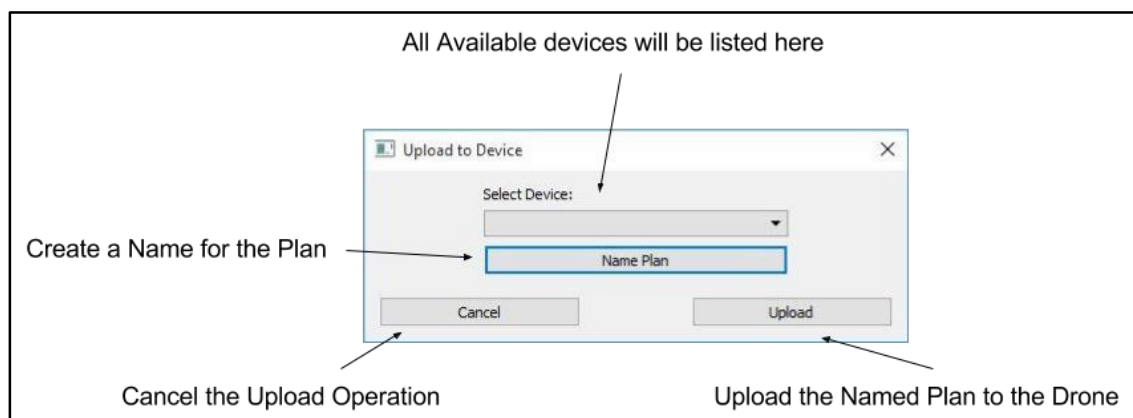 All Available devices will be listed here
Upload to Device
Select Device:
Create a Name for the Plan
Name Plan
Cancel
Upload
Cancel the Upload Operation
Upload the Named Plan to the Drone